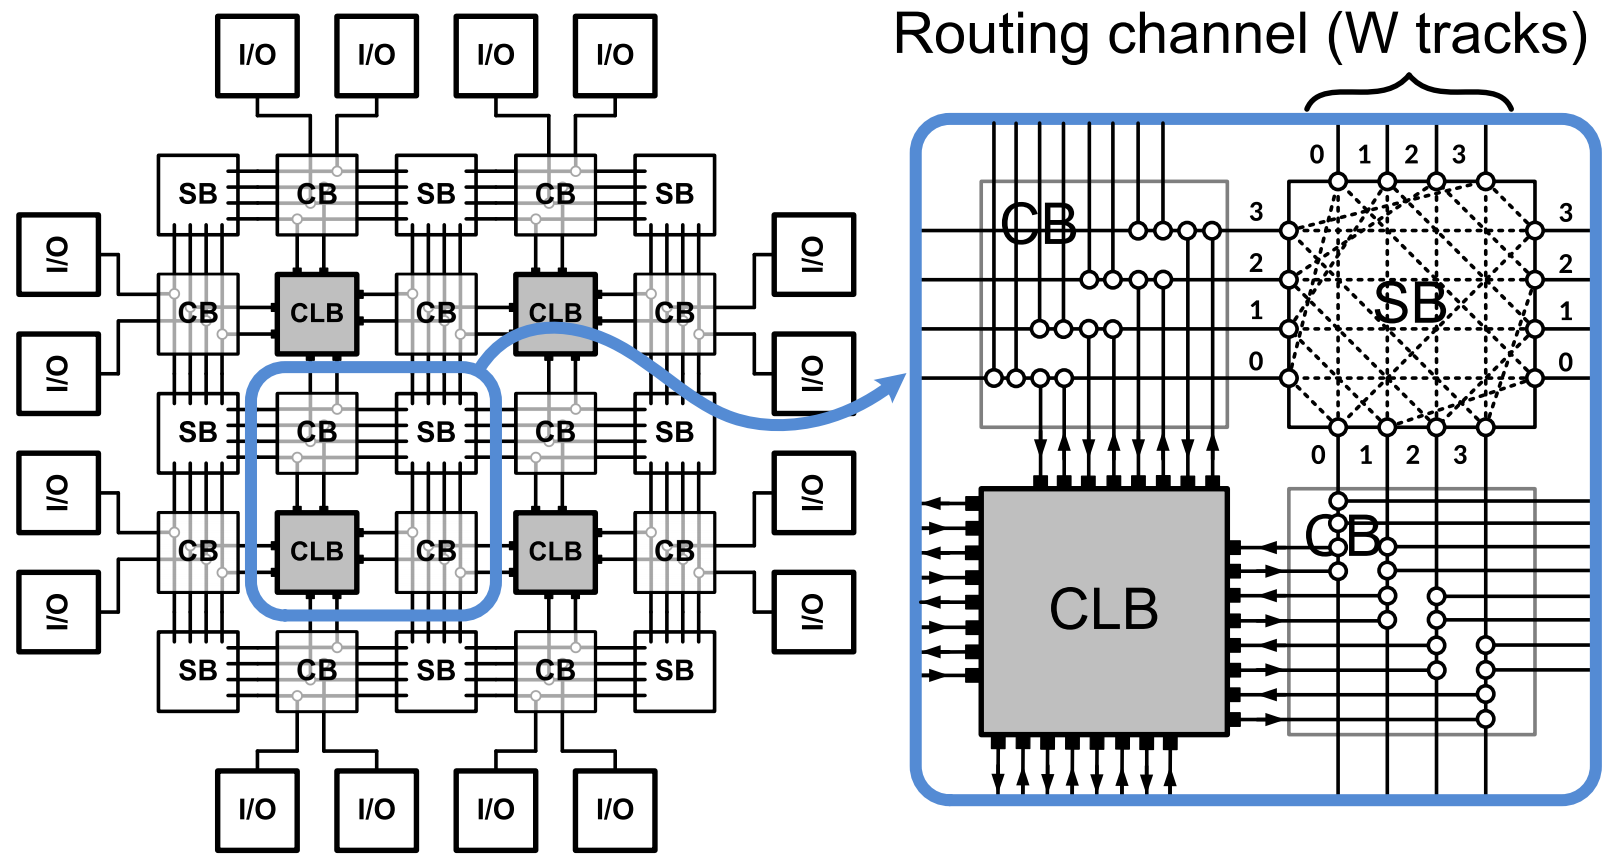 Routing channel (W tracks)
I/O I/O I/O I/O
SB CB SB CB SB
I/O I/O
CB CLB CB CLB CB
I/O I/O
SB CB SB CB SB
I/O I/O
CB CLB CB CLB CB
I/O I/O
SB CB SB CB SB
I/O I/O I/O I/O
0 1 2 3
CB 3 3
2 SB 2
1 1
0 0
0 1 2 3
CB
CLB